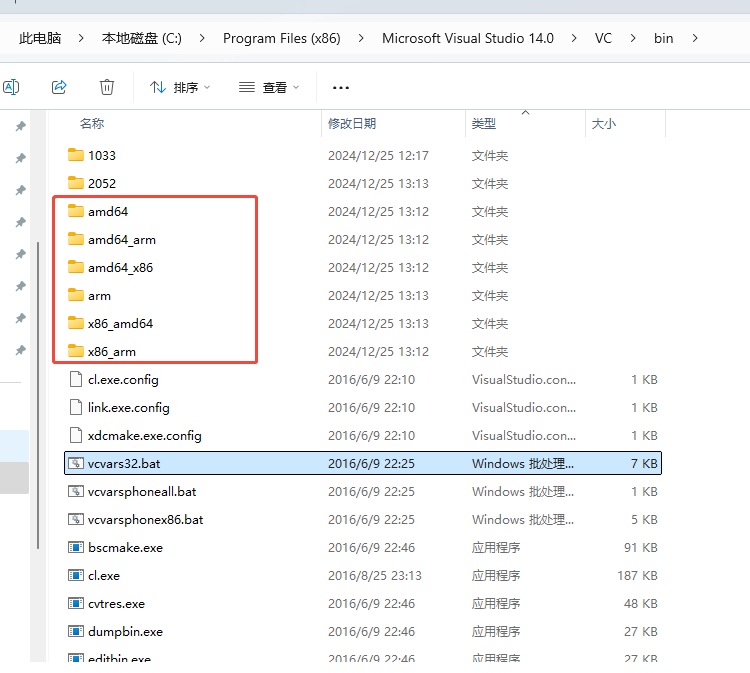 此电脑 > 本地磁盘 (C:) > Program Files (x86) > Microsoft Visual Studio 14.0 > VC > bin >
A 排序 查看 ...
名称 修改日期 类型 大小
1033 2024/12/25 12:17 文件夹
2052 2024/12/25 13:13 文件夹
amd64 2024/12/25 13:12 文件夹
amd64_arm 2024/12/25 13:12 文件夹
amd64_x86 2024/12/25 13:12 文件夹
arm 2024/12/25 13:13 文件夹
x86_amd64 2024/12/25 13:13 文件夹
x86_arm 2024/12/25 13:12 文件夹
cl.exe.config 2016/6/9 22:10 VisualStudio.con... 1 KB
link.exe.config 2016/6/9 22:10 VisualStudio.con... 1 KB
xdcmake.exe.config 2016/6/9 22:10 VisualStudio.con... 1 KB
vcvars32.bat 2016/6/9 22:25 Windows 批处理... 7 KB
vcvarsphoneall.bat 2016/6/9 22:25 Windows 批处理... 1 KB
vcvarsphonex86.bat 2016/6/9 22:25 Windows 批处理... 5 KB
bscmake.exe 2016/6/9 22:46 应用程序 91 KB
cl.exe 2016/8/25 23:13 应用程序 187 KB
cvtres.exe 2016/6/9 22:46 应用程序 48 KB
dumpbin.exe 2016/6/9 22:46 应用程序 27 KB
editbin.exe 2016/6/9 22:46 应用程序 27 KB